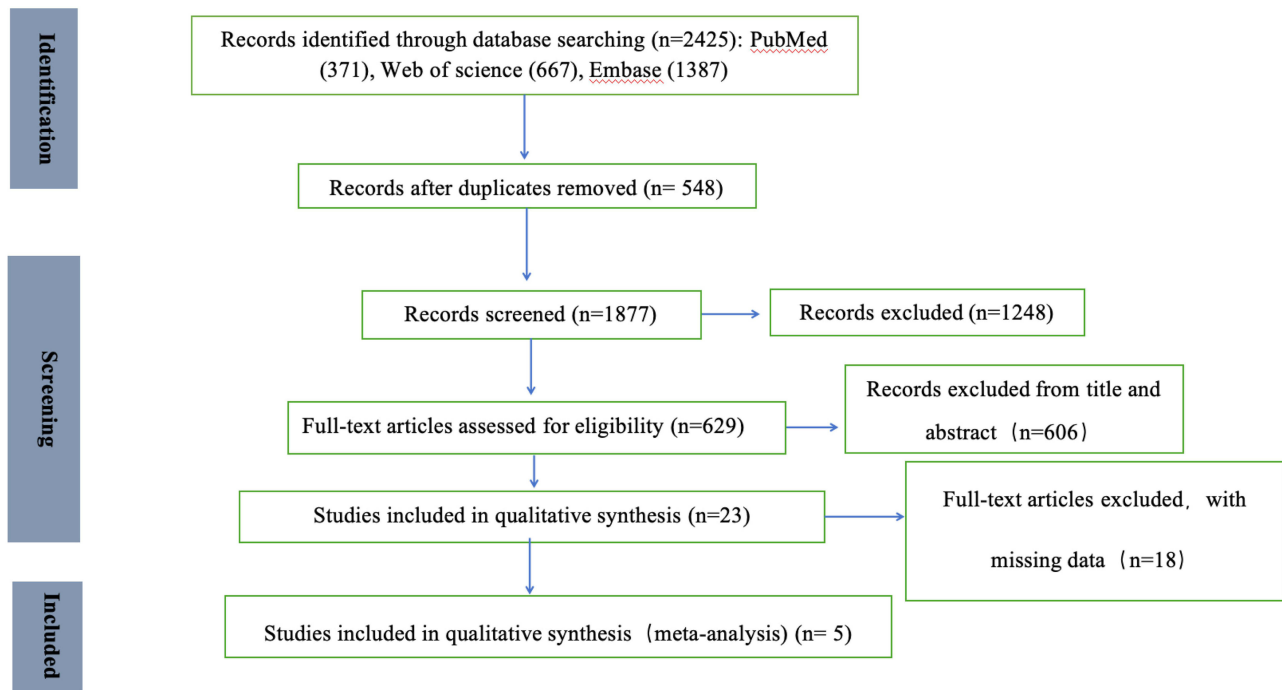 Identification
Records identified through database searching (n=2425): PubMed
(371), Web of science (667), Embase (1387)
Records after duplicates removed (n= 548)
Screening
Records screened (n=1877)
Records excluded (n=1248)
Full-text articles assessed for eligibility (n=629)
Records excluded from title and
abstract（n=606）
Studies included in qualitative synthesis (n=23)
Full-text articles excluded，with
missing data（n=18）
Included
Studies included in qualitative synthesis（meta-analysis) (n= 5)